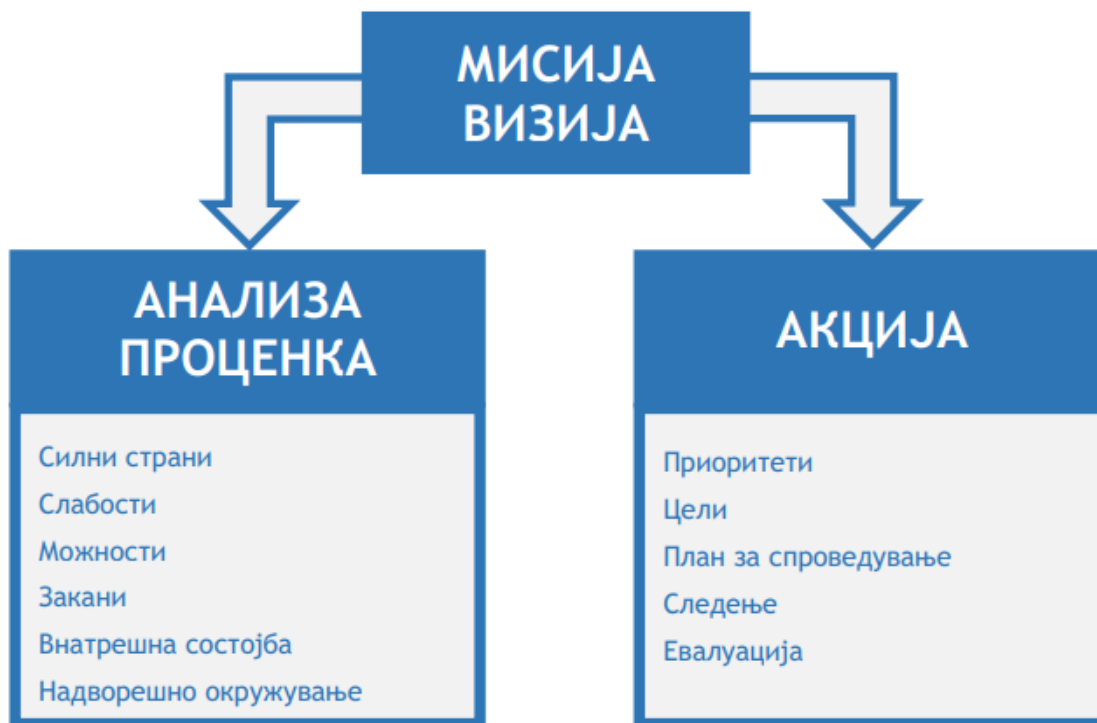 МИСИЈА
ВИЗИЈА
АНАЛИЗА
ПРОЦЕНКА
Силни страни
Слабости
Можности
Закани
Внатрешна состојба
Надворешно окружување
АКЦИЈА
Приоритети
Цели
План за спроведување
Следење
Евалуација